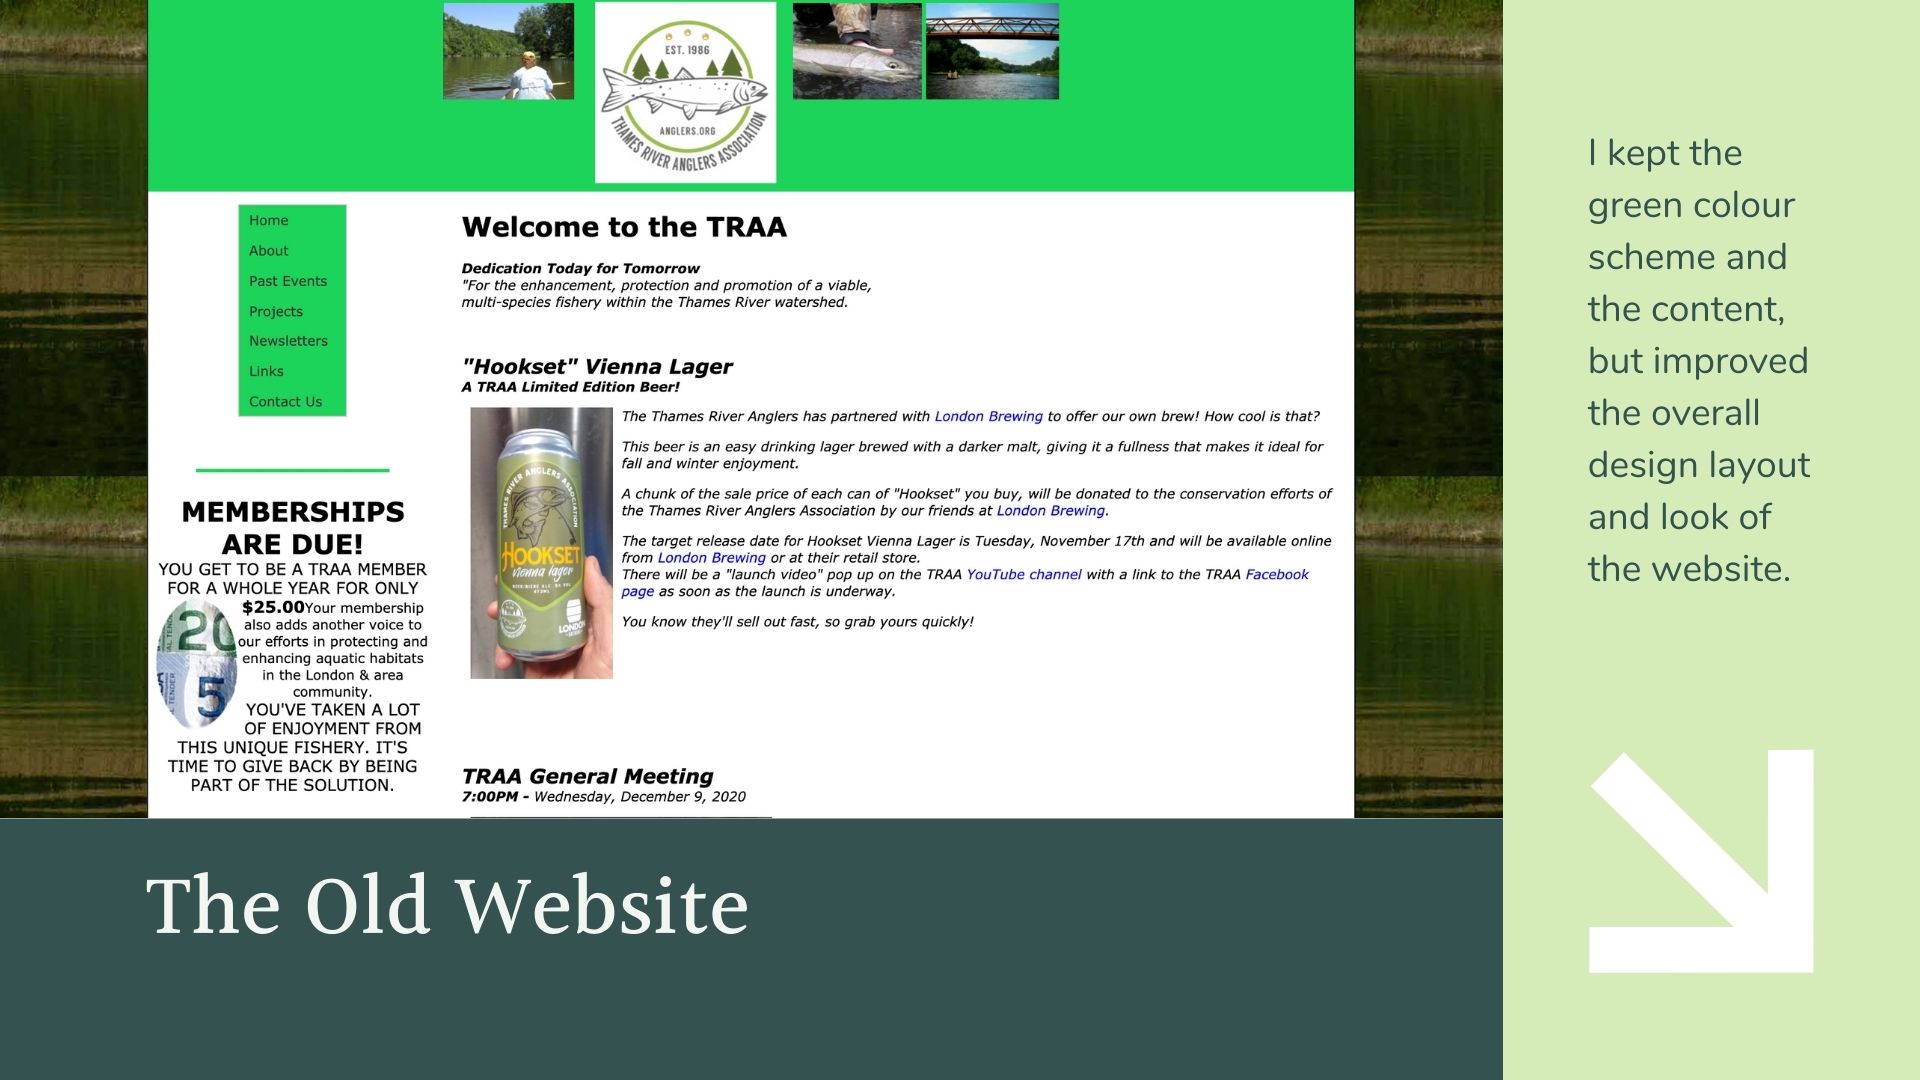 EST. 1986
ANGLERS.ORG
THAMES RIVER ANGLERS ASSOCIATION
Home
About
Past Events
Projects
Newsletters
Links
Contact Us
MEMBERSHIPS
ARE DUE!
YOU GET TO BE A TRAA MEMBER
FOR A WHOLE YEAR FOR ONLY
$25.00Your membership
also adds another voice to
our efforts in protecting and
enhancing aquatic habitats
in the London & area
community.
YOU'VE TAKEN A LOT
OF ENJOYMENT FROM
THIS UNIQUE FISHERY. IT'S
TIME TO GIVE BACK BY BEING
PART OF THE SOLUTION.
20
5
Welcome to the TRAA
Dedication Today for Tomorrow
"For the enhancement, protection and promotion of a viable,
multi-species fishery within the Thames River watershed.
"Hookset" Vienna Lager
A TRAA Limited Edition Beer!
THAMES RIVER ANGLERS ASSOCIATION
HOOKSET
vienna lager
LONDON
The Thames River Anglers has partnered with London Brewing to offer our own brew! How cool is that?
This beer is an easy drinking lager brewed with a darker malt, giving it a fullness that makes it ideal for
fall and winter enjoyment.
A chunk of the sale price of each can of "Hookset" you buy, will be donated to the conservation efforts of
the Thames River Anglers Association by our friends at London Brewing.
The target release date for Hookset Vienna Lager is Tuesday, November 17th and will be available online
from London Brewing or at their retail store.
There will be a "launch video" pop up on the TRAA YouTube channel with a link to the TRAA Facebook
page as soon as the launch is underway.
You know they'll sell out fast, so grab yours quickly!
TRAA General Meeting
7:00PM - Wednesday, December 9, 2020
The Old Website
I kept the
green colour
scheme and
the content,
but improved
the overall
design layout
and look of
the website.